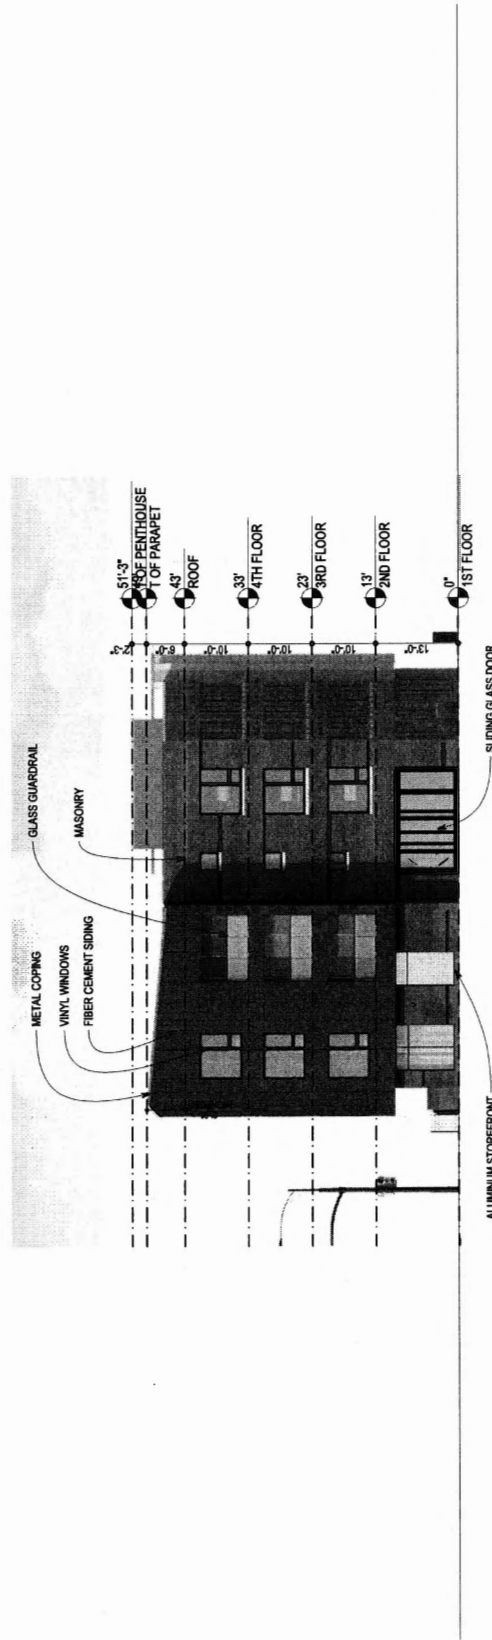 METAL COPING
VINYL WINDOWS
FIBER CEMENT SIDING
GLASS GUARDRAIL
MASONRY
51'-3"
OF PENTHOUSE
T OF PARAPET
43'
ROOF
33'
4TH FLOOR
23'
3RD FLOOR
13'
2ND FLOOR
0"
1ST FLOOR
6'-0"
10'-0"
10'-0"
10'-0"
13'-0"
ALUMINUM STOREFRONT
SLIDING GLASS DOOR